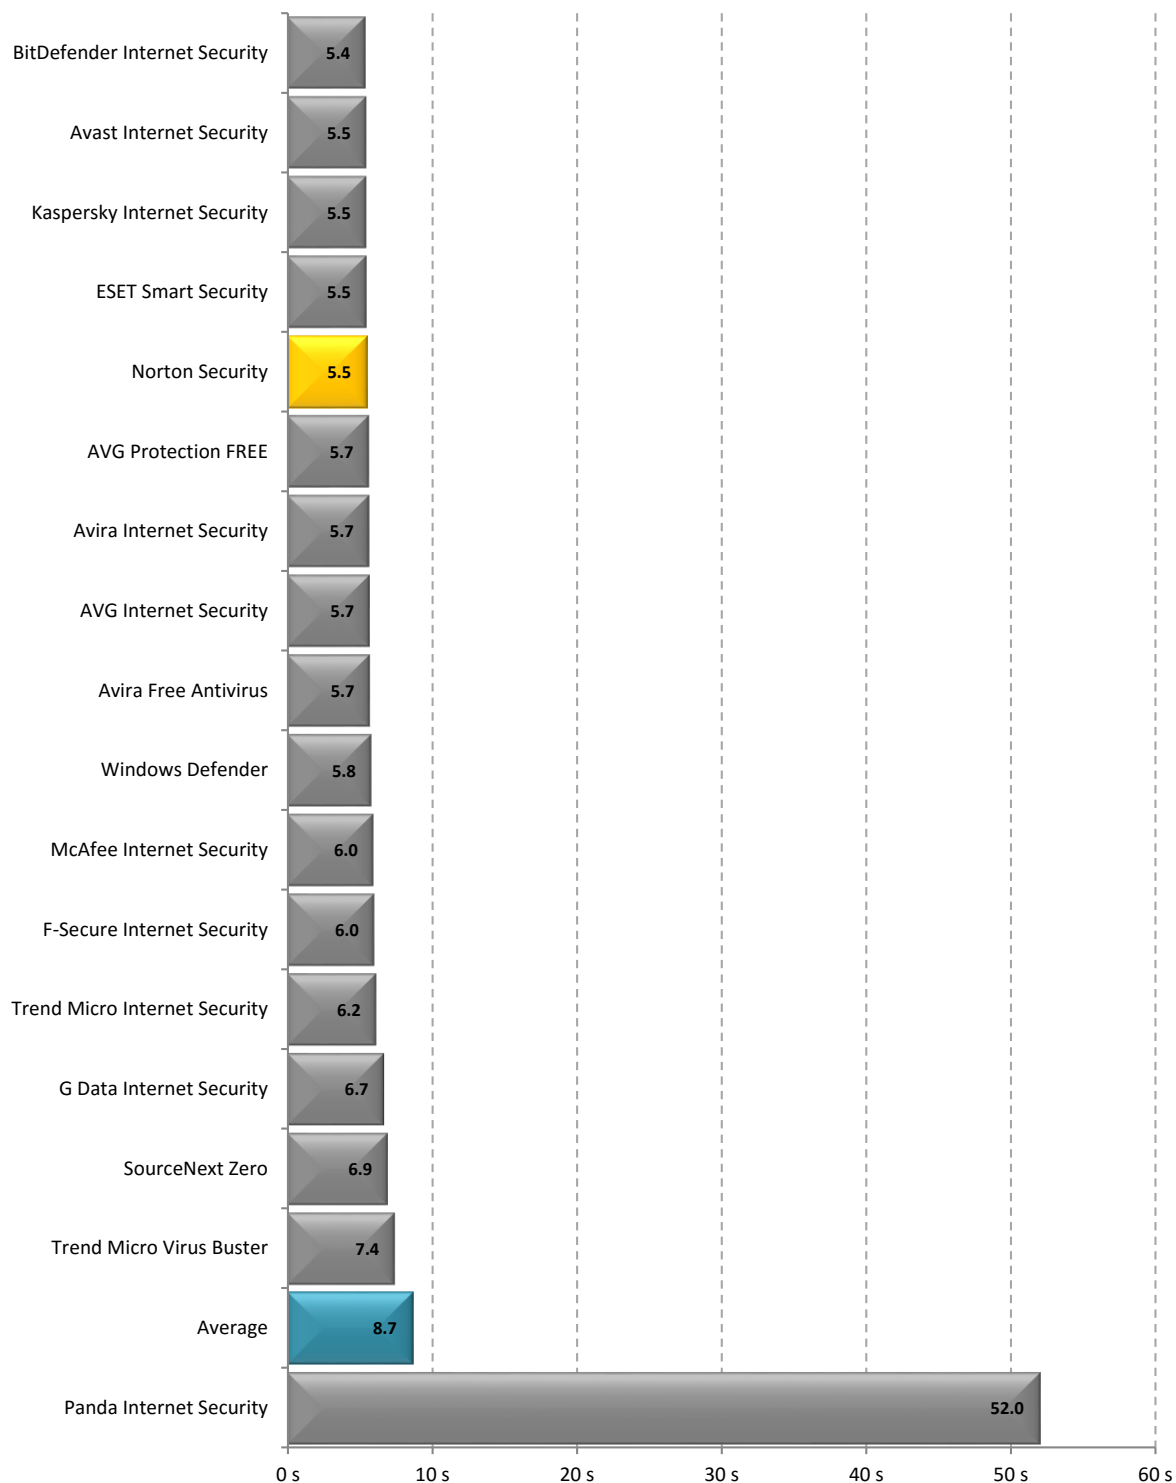 BitDefender Internet Security 5.4
Avast Internet Security 5.5
Kaspersky Internet Security 5.5
ESET Smart Security 5.5
Norton Security 5.5
AVG Protection FREE 5.7
Avira Internet Security 5.7
AVG Internet Security 5.7
Avira Free Antivirus 5.7
Windows Defender 5.8
McAfee Internet Security 6.0
F-Secure Internet Security 6.0
Trend Micro Internet Security 6.2
G Data Internet Security 6.7
SourceNext Zero 6.9
Trend Micro Virus Buster 7.4
Average 8.7
Panda Internet Security 52.0
0 s 10 s 20 s 30 s 40 s 50 s 60 s